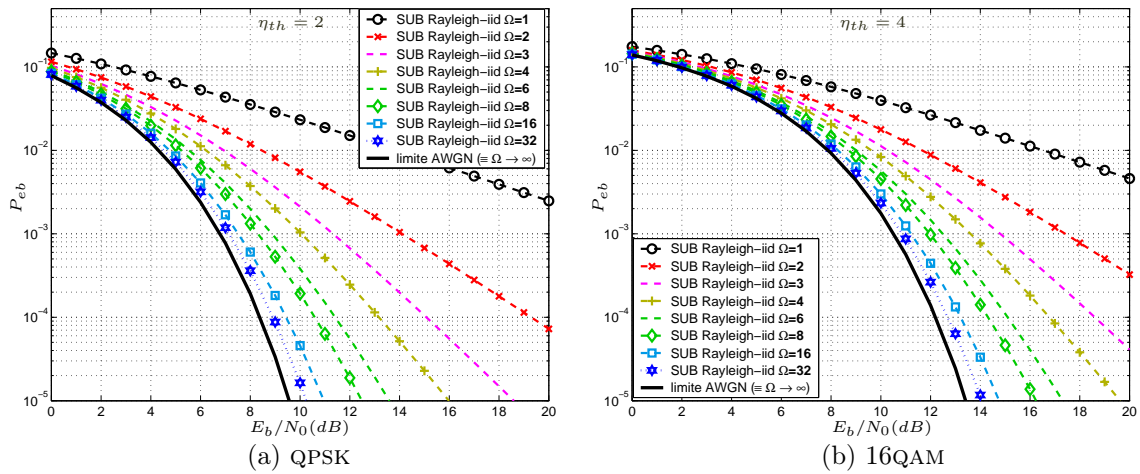 η_th = 2
SUB Rayleigh−iid Ω=1
SUB Rayleigh−iid Ω=2
SUB Rayleigh−iid Ω=3
SUB Rayleigh−iid Ω=4
SUB Rayleigh−iid Ω=6
SUB Rayleigh−iid Ω=8
SUB Rayleigh−iid Ω=16
SUB Rayleigh−iid Ω=32
limite AWGN (≡ Ω → ∞)
10^−1
10^−2
10^−3
10^−4
10^−5
P_eb
0 2 4 6 8 10 12 14 16 18 20
E_b/N_0(dB)
(a) QPSK
η_th = 4
10^−1
10^−2
10^−3
10^−4
10^−5
P_eb
SUB Rayleigh−iid Ω=1
SUB Rayleigh−iid Ω=2
SUB Rayleigh−iid Ω=3
SUB Rayleigh−iid Ω=4
SUB Rayleigh−iid Ω=6
SUB Rayleigh−iid Ω=8
SUB Rayleigh−iid Ω=16
SUB Rayleigh−iid Ω=32
limite AWGN (≡ Ω → ∞)
0 2 4 6 8 10 12 14 16 18 20
E_b/N_0(dB)
(b) 16QAM